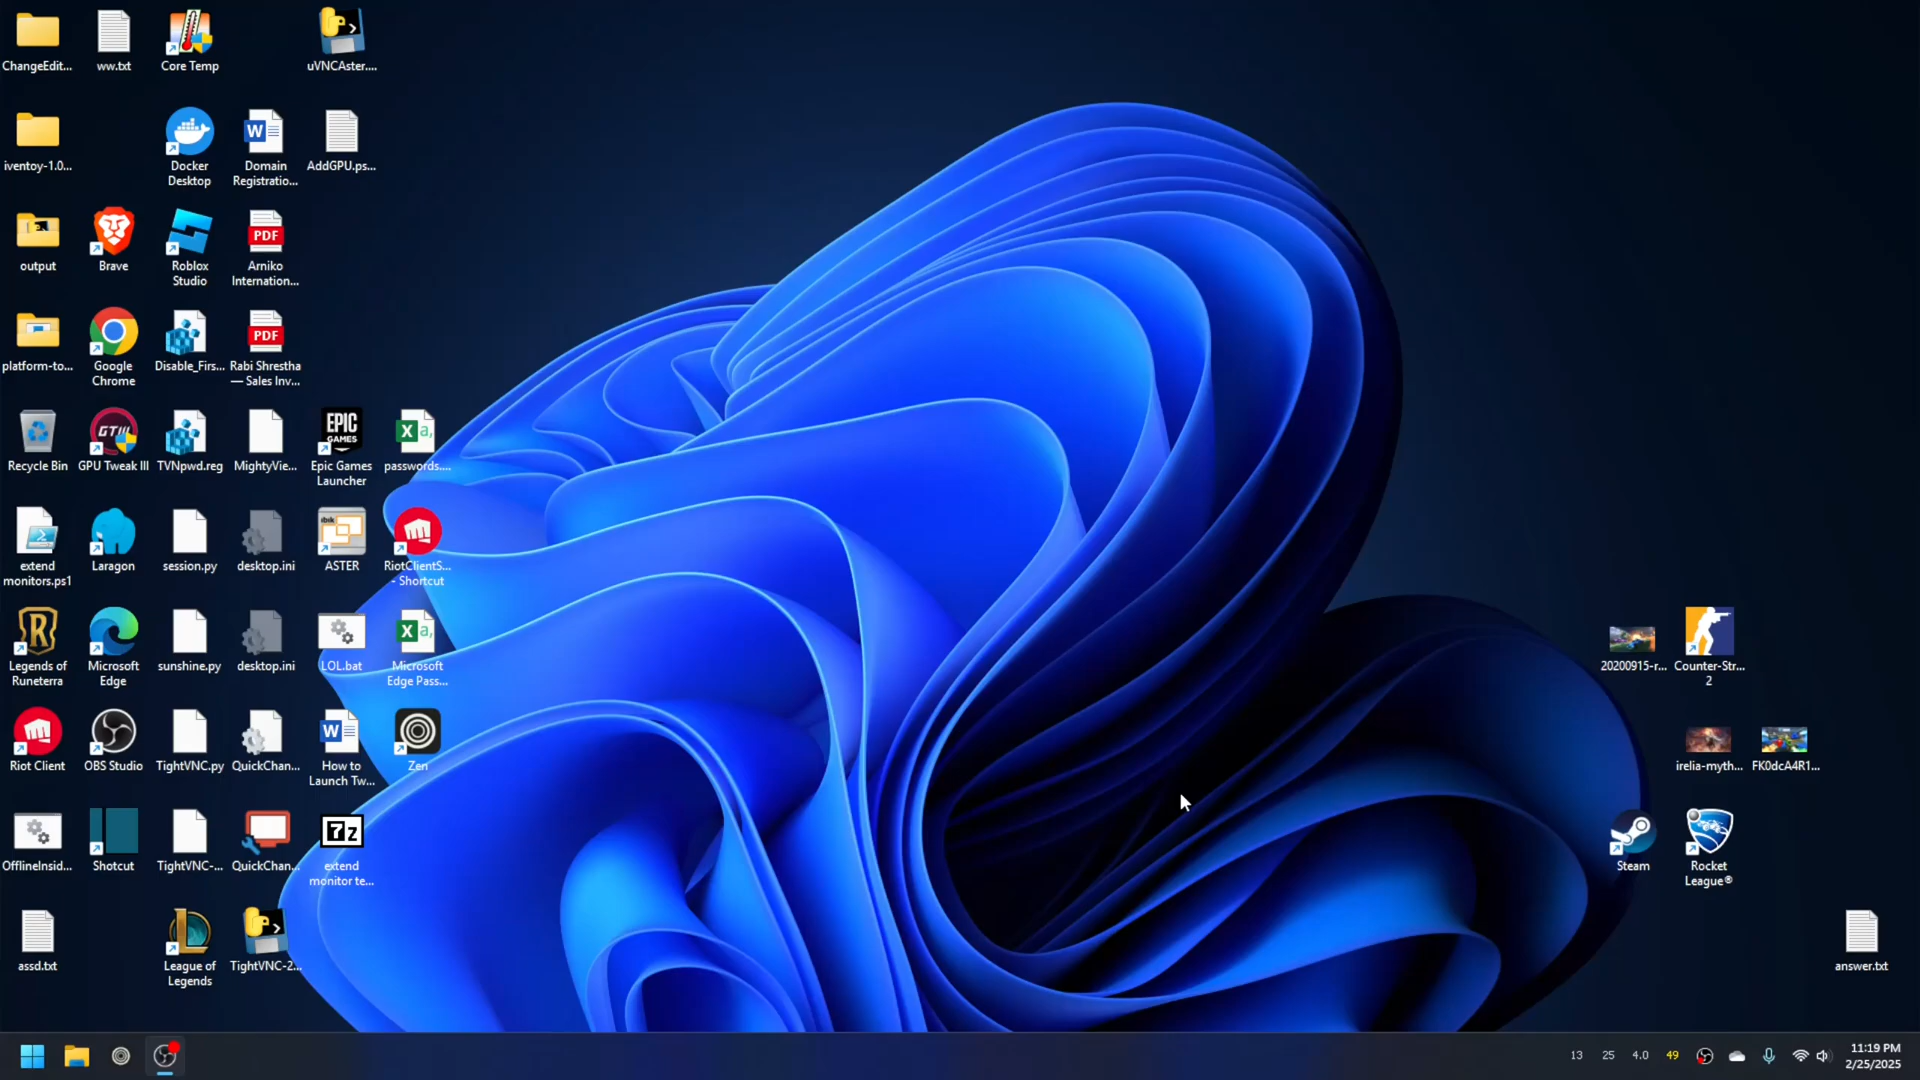 ChangeEdit...
ww.txt
Core Temp
uVNCAster....
iventoy-1.0...
Docker
Desktop
W
Domain
Registratio...
AddGPU.ps...
output
Brave
Roblox
Studio
PDF
Arniko
Internation...
platform-to...
Google
Chrome
Disable_Firs...
PDF
Rabi Shrestha
— Sales Inv...
Recycle Bin
GTIII
GPU Tweak III
TVNpwd.reg
MightyVie...
EPIC
GAMES
Epic Games
Launcher
X a,
passwords....
extend
monitors.ps1
Laragon
session.py
desktop.ini
ibik
ASTER
RiotClientS...
- Shortcut
R
Legends of
Runeterra
Microsoft
Edge
sunshine.py
desktop.ini
LOL.bat
X a,
Microsoft
Edge Pass...
20200915-r...
Counter-Str...
2
Riot Client
OBS Studio
TightVNC.py
QuickChan...
W
How to
Launch Tw...
Zen
irelia-myth...
FK0dcA4R1...
OfflineInsid...
Shotcut
TightVNC-...
QuickChan...
7z
extend
monitor te...
Steam
Rocket
League®
assd.txt
L
League of
Legends
TightVNC-2...
answer.txt
13
25
4.0
49
11:19 PM
2/25/2025